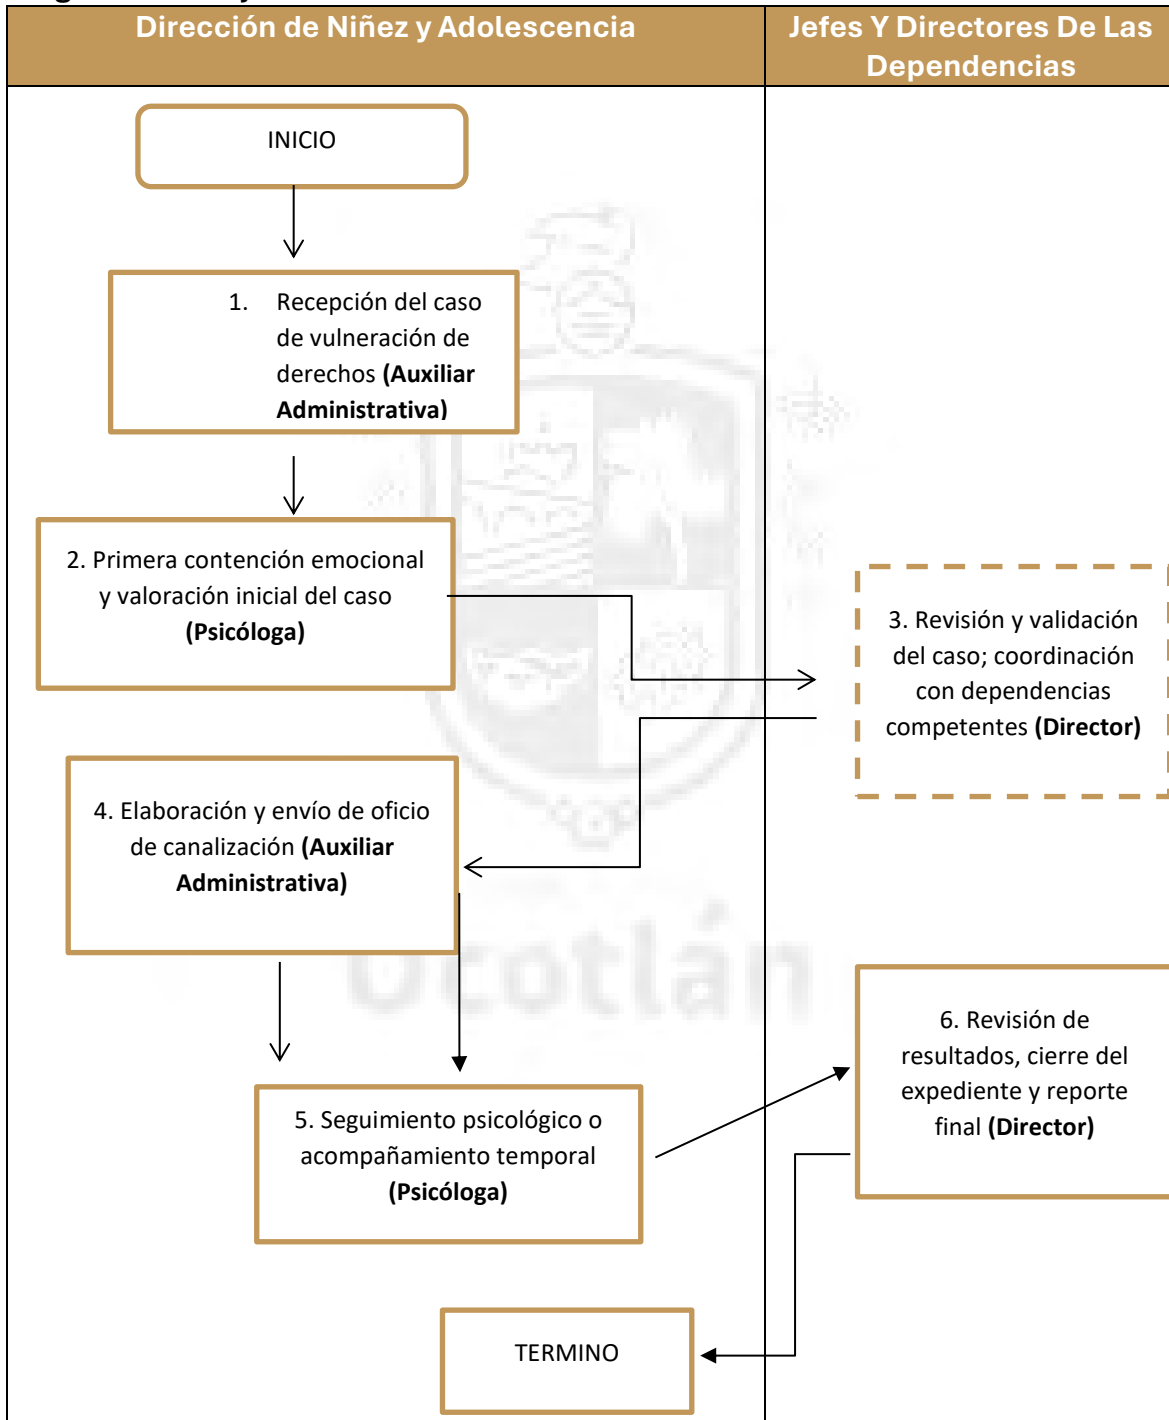 Dirección de Niñez y Adolescencia
Jefes Y Directores De Las
Dependencias
INICIO
1. Recepción del caso
de vulneración de
derechos (Auxiliar
Administrativa)
2. Primera contención emocional
y valoración inicial del caso
(Psicóloga)
3. Revisión y validación
del caso; coordinación
con dependencias
competentes (Director)
4. Elaboración y envío de oficio
de canalización (Auxiliar
Administrativa)
Ocotlán
5. Seguimiento psicológico o
acompañamiento temporal
(Psicóloga)
6. Revisión de
resultados, cierre del
expediente y reporte
final (Director)
TERMINO